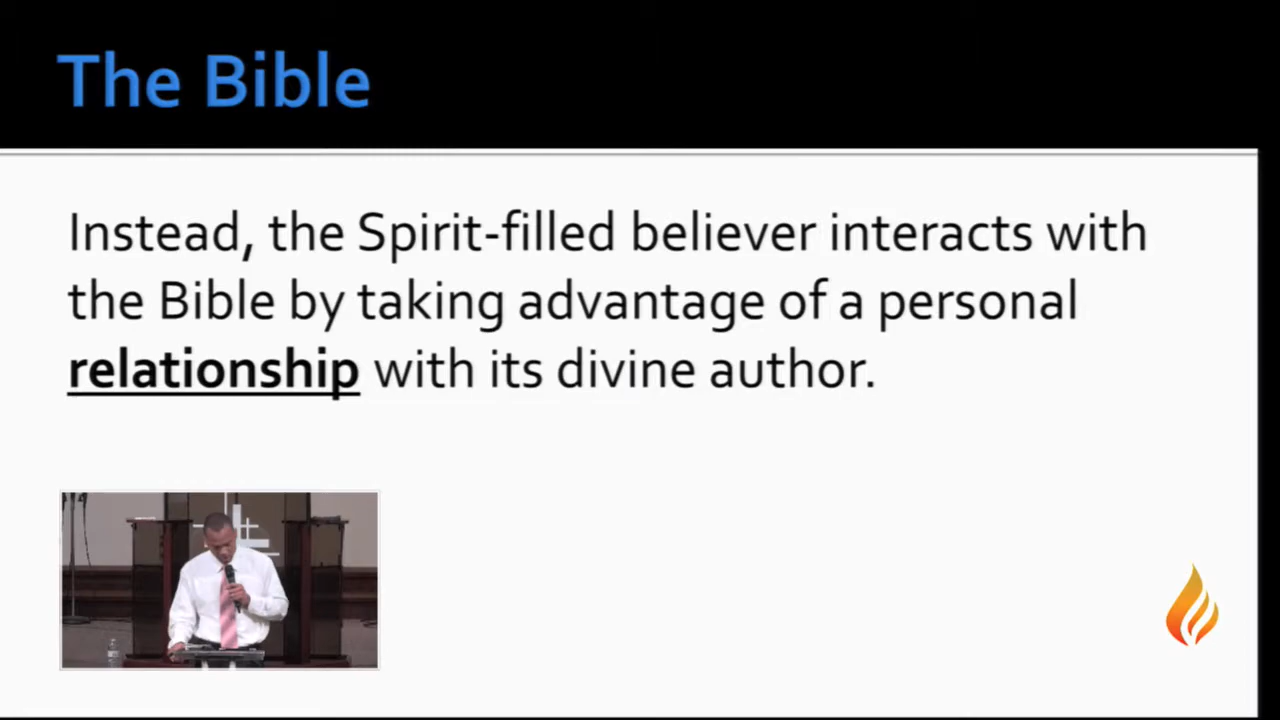 The Bible
Instead, the Spirit-filled believer interacts with
the Bible by taking advantage of a personal
relationship with its divine author.